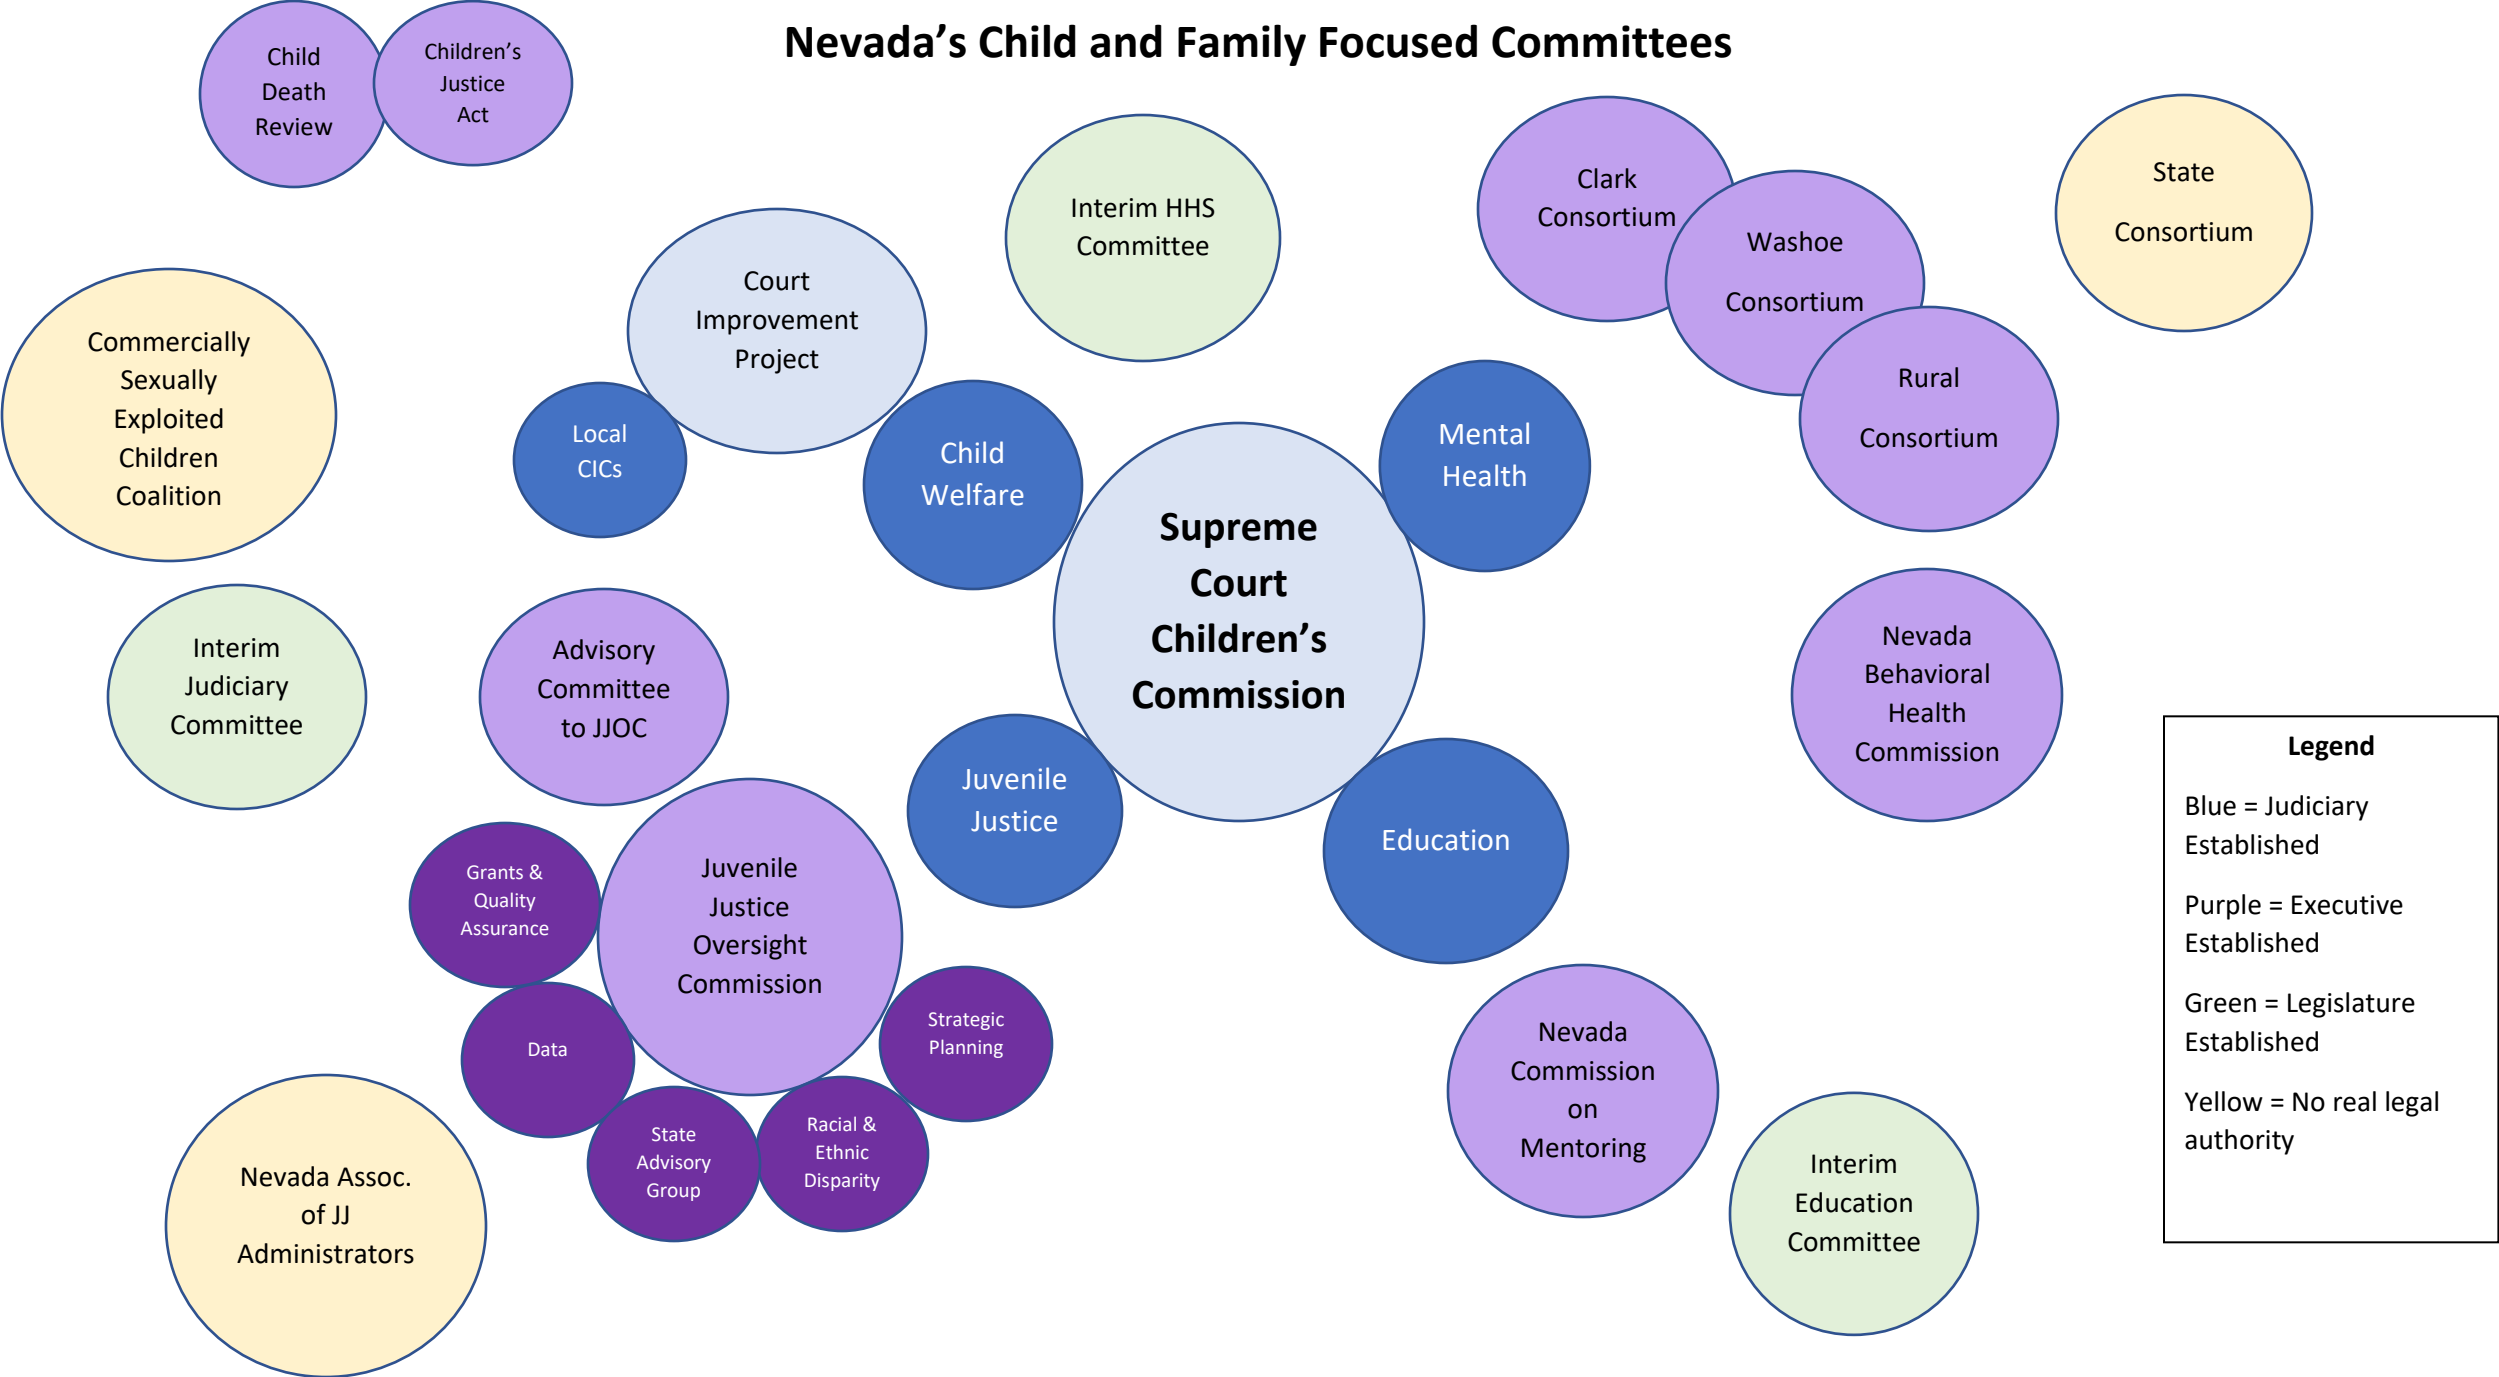 Nevada’s Child and Family Focused Committees
Child
Death
Review
Children’s
Justice
Act
Interim HHS
Committee
Clark
Consortium
Washoe
Consortium
Rural
Consortium
State
Consortium
Court
Improvement
Project
Local
CICs
Child
Welfare
Mental
Health
Commercially
Sexually
Exploited
Children
Coalition
Supreme
Court
Children’s
Commission
Interim
Judiciary
Committee
Advisory
Committee
to JJOC
Nevada
Behavioral
Health
Commission
Juvenile
Justice
Education
Juvenile
Justice
Oversight
Commission
Grants &
Quality
Assurance
Data
State
Advisory
Group
Racial &
Ethnic
Disparity
Strategic
Planning
Nevada Assoc.
of JJ
Administrators
Nevada
Commission
on
Mentoring
Interim
Education
Committee
Legend
Blue = Judiciary
Established
Purple = Executive
Established
Green = Legislature
Established
Yellow = No real legal
authority